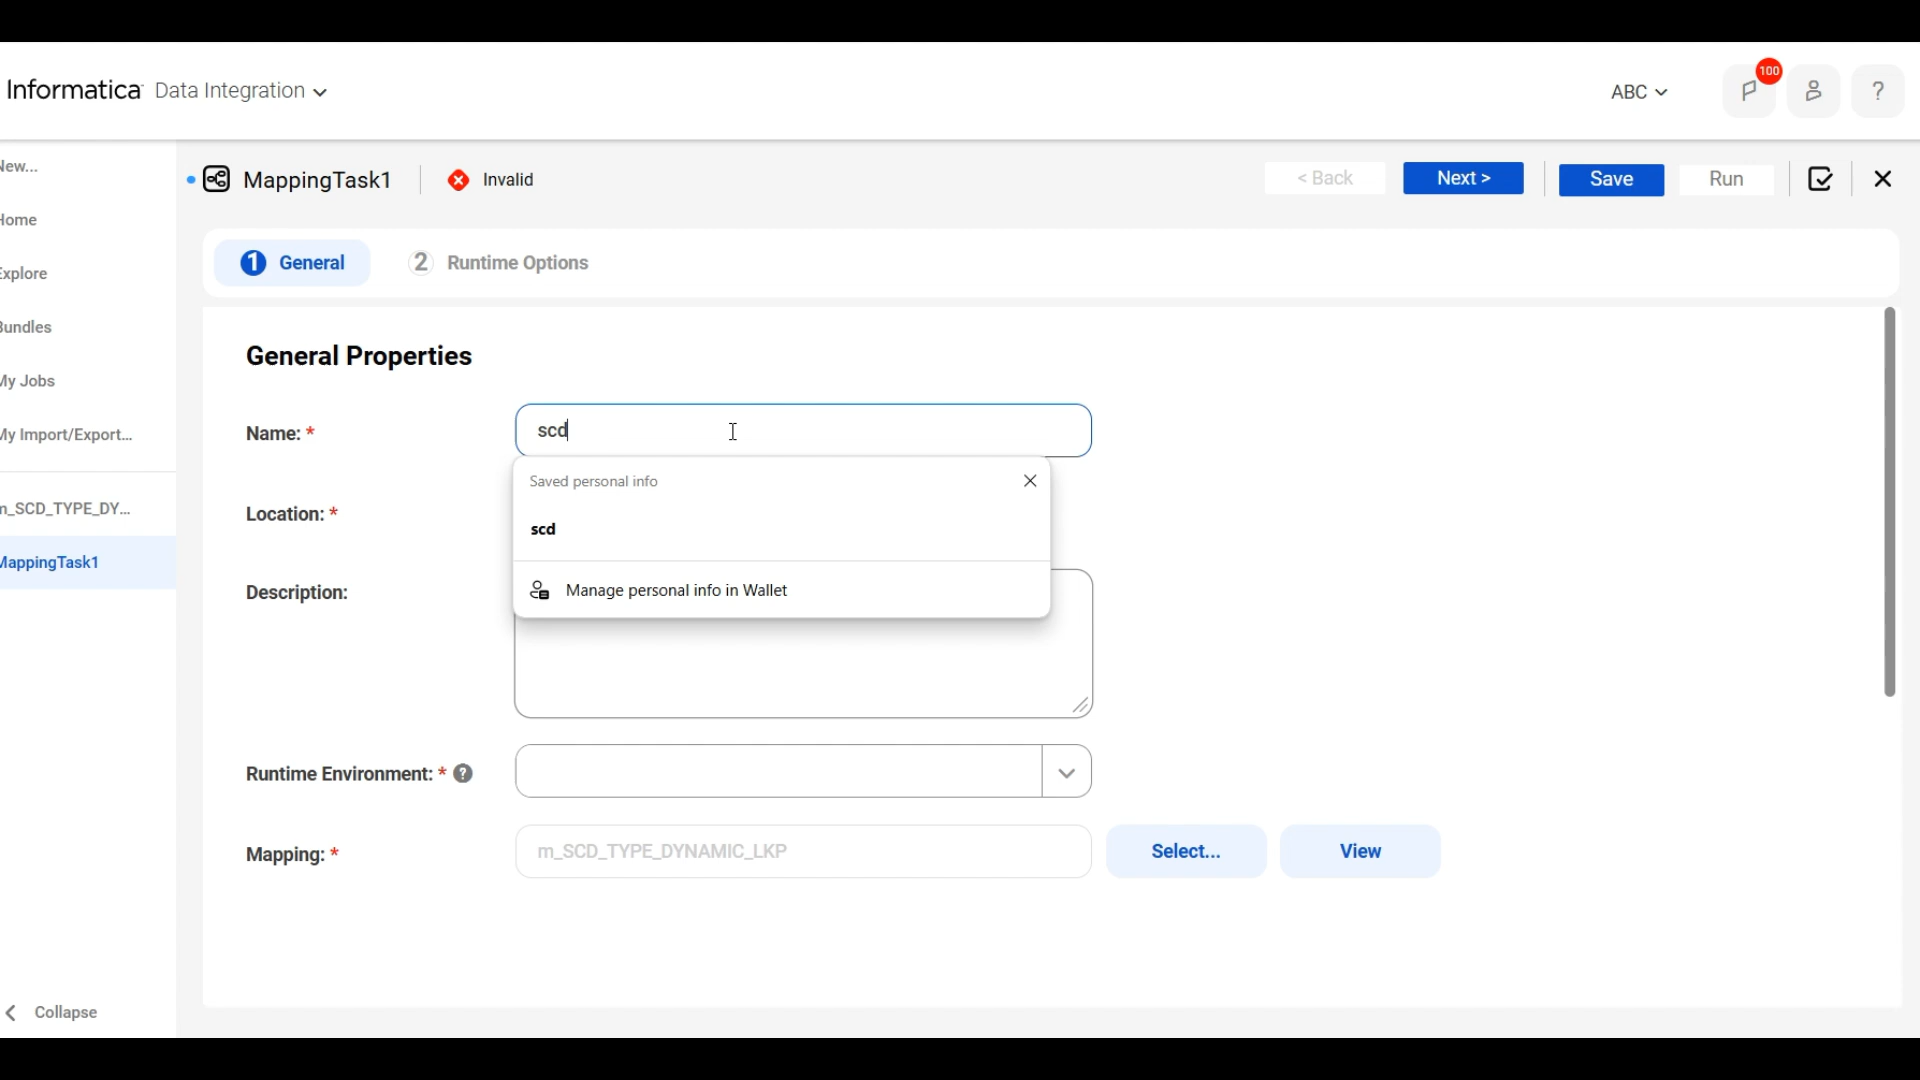 Informatica Data Integration
ABC
100
?
New...
Home
Explore
Bundles
My Jobs
My Import/Export...
m_SCD_TYPE_DY...
MappingTask1
Collapse
MappingTask1
Invalid
< Back
Next >
Save
Run
1 General
2 Runtime Options
General Properties
Name: *
scd
Saved personal info
scd
Manage personal info in Wallet
Location: *
Description:
Runtime Environment: * ?
Mapping: *
m_SCD_TYPE_DYNAMIC_LKP
Select...
View